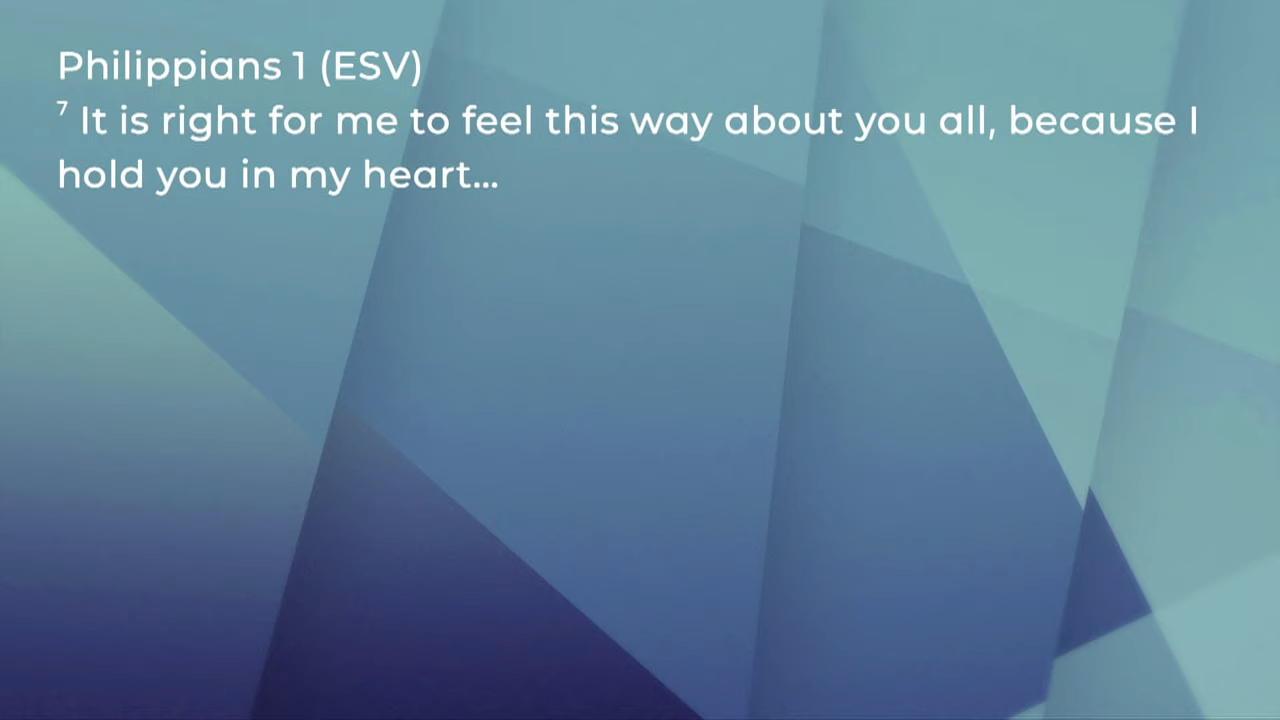 Philippians 1 (ESV)
⁷ It is right for me to feel this way about you all, because I
hold you in my heart...